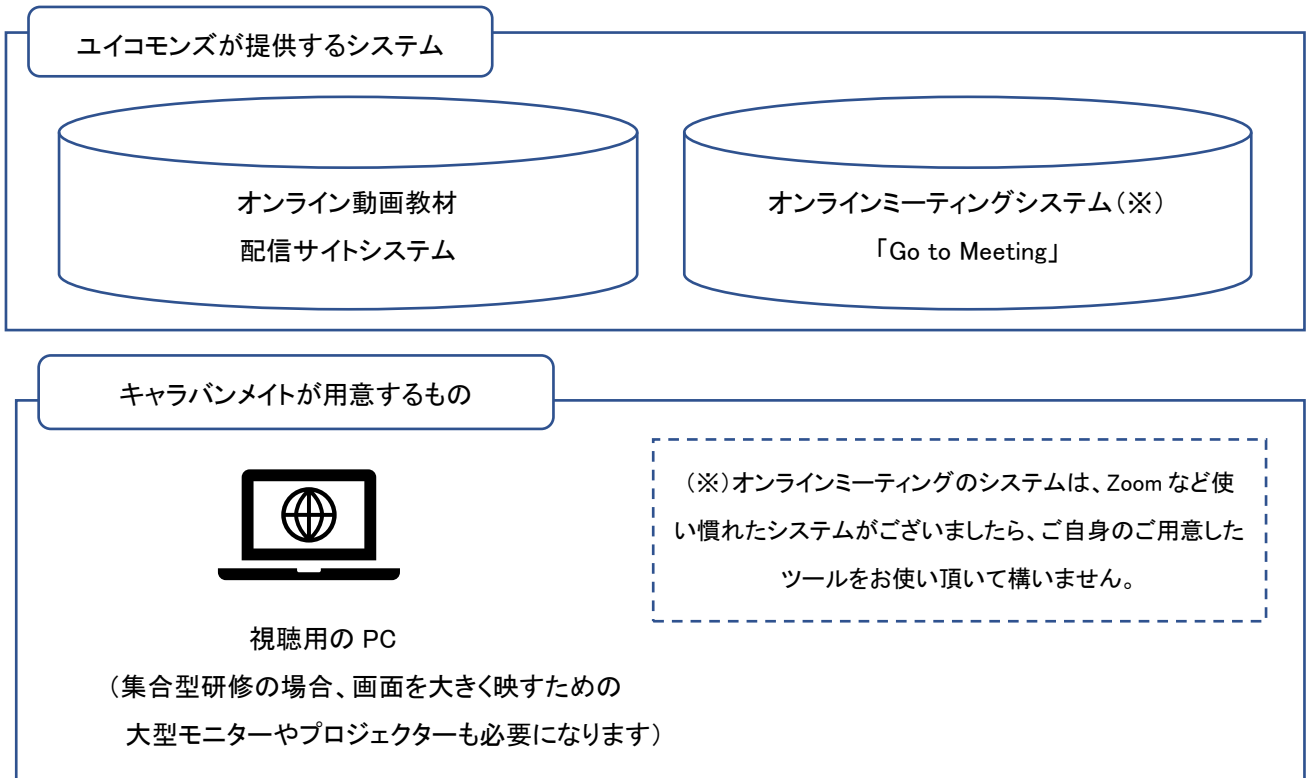 ユイコモンズが提供するシステム
オンライン動画教材
配信サイトシステム
オンラインミーティングシステム(※)
「Go to Meeting」
キャラバンメイトが用意するもの
(※)オンラインミーティングのシステムは、Zoom など使
い慣れたシステムがございましたら、ご自身のご用意した
ツールをお使い頂いて構いません。
視聴用の PC
(集合型研修の場合、画面を大きく映すための
大型モニターやプロジェクターも必要になります)